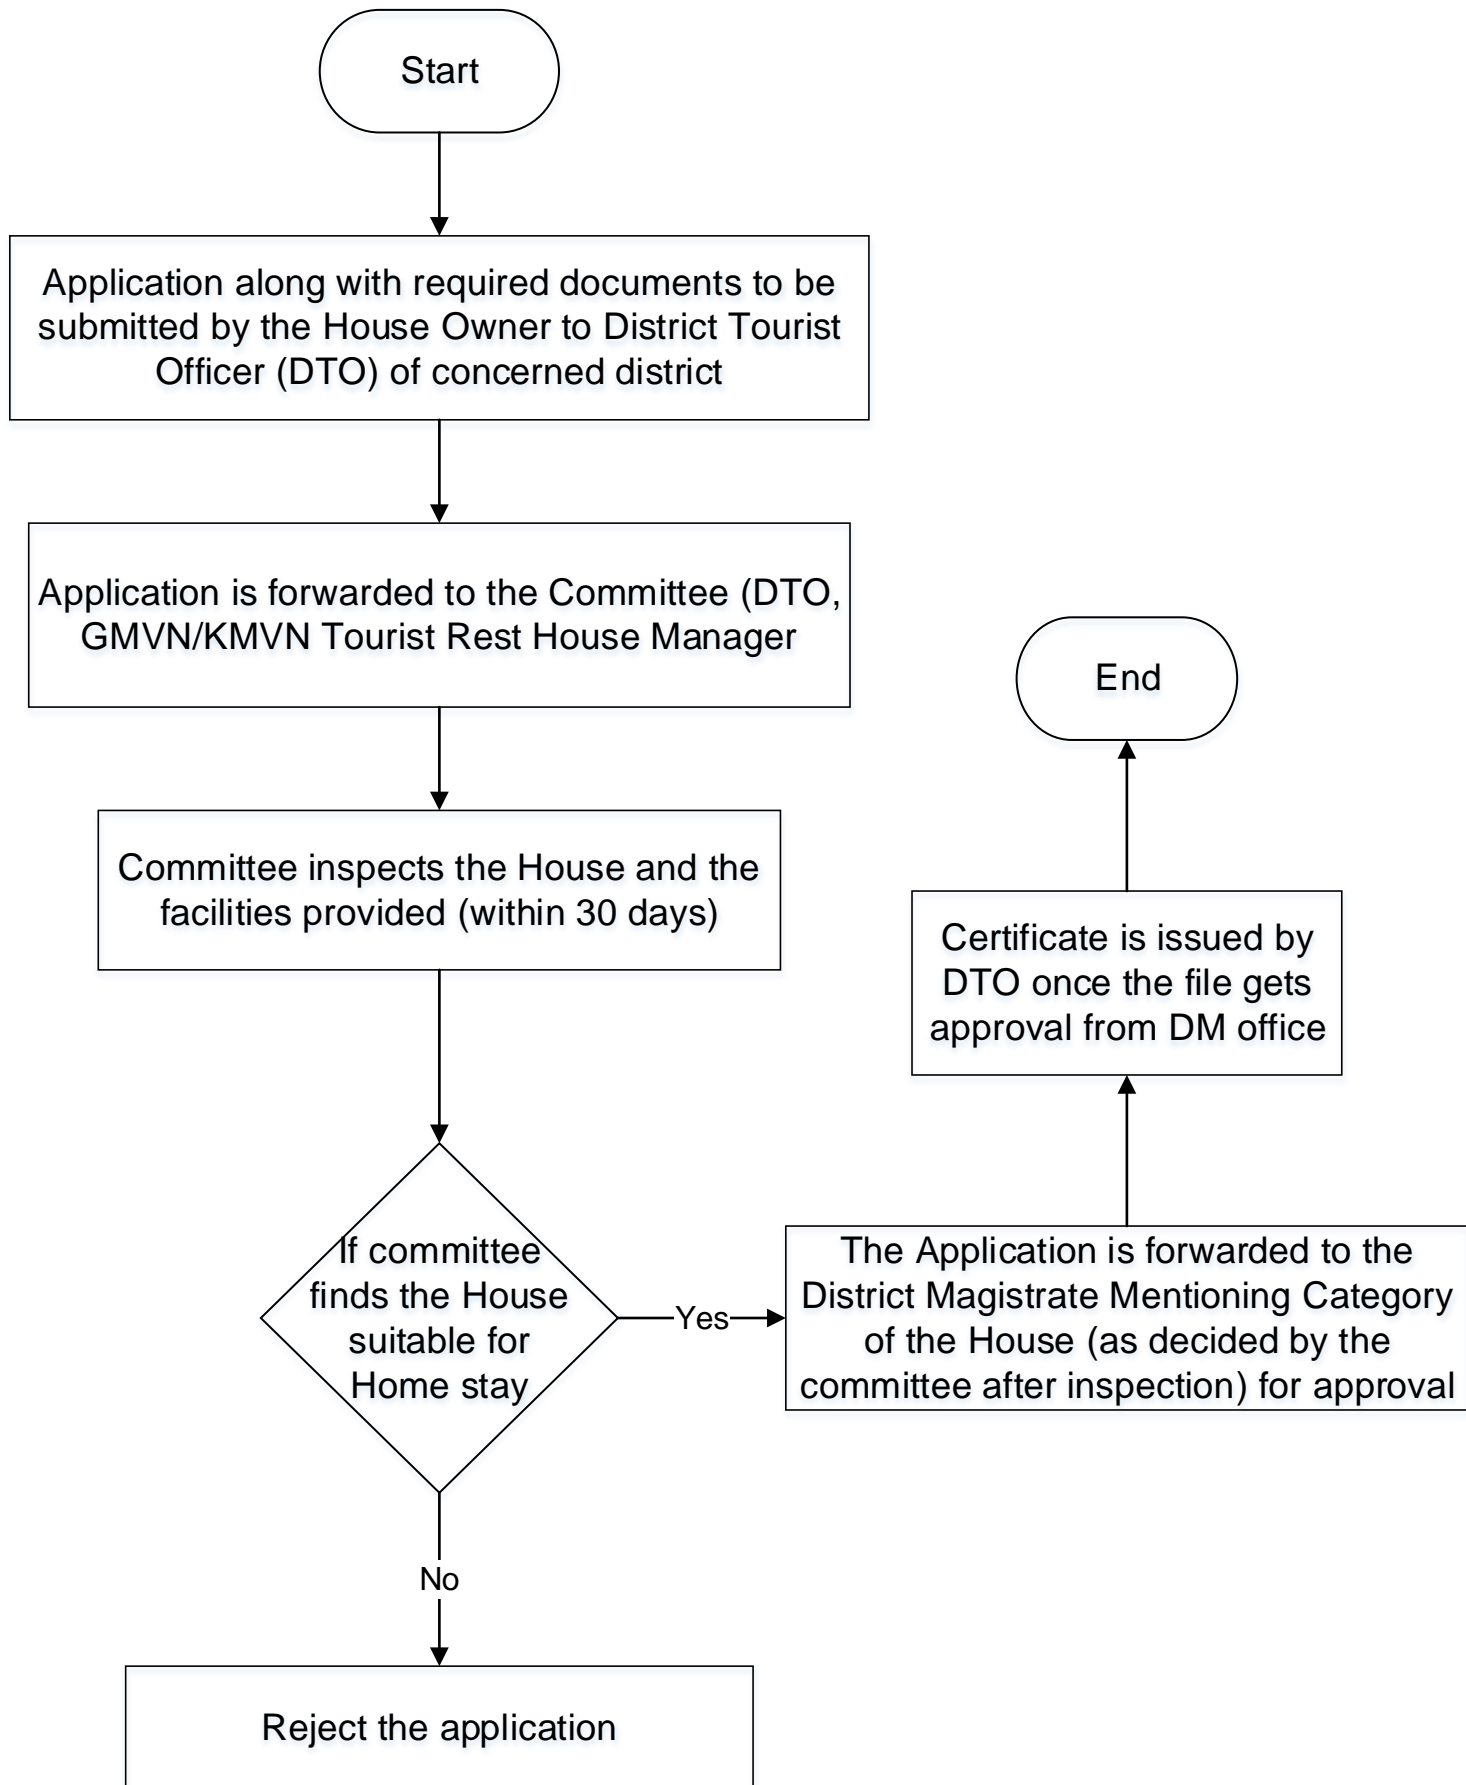 Start
Application along with required documents to be
submitted by the House Owner to District Tourist
Officer (DTO) of concerned district
Application is forwarded to the Committee (DTO,
GMVN/KMVN Tourist Rest House Manager
Committee inspects the House and the
facilities provided (within 30 days)
If committee
finds the House
suitable for
Home stay
Yes
The Application is forwarded to the
District Magistrate Mentioning Category
of the House (as decided by the
committee after inspection) for approval
Certificate is issued by
DTO once the file gets
approval from DM office
End
No
Reject the application